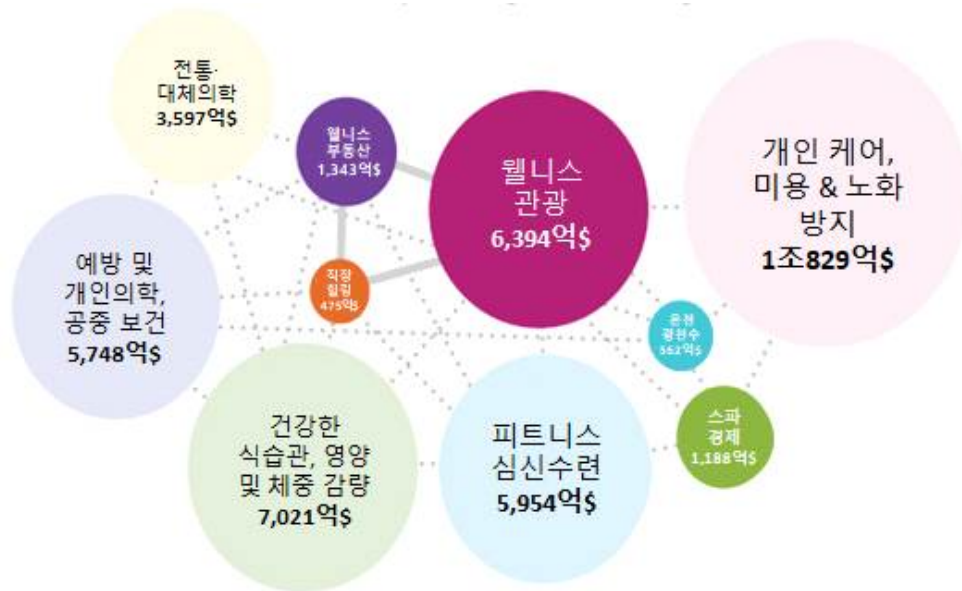 전통·
대체의학
3,597억$
웰니스
부동산
1,343억$
웰니스
관광
6,394억$
개인 케어,
미용 & 노화
방지
1조829억$
예방 및
개인의학,
공중 보건
5,748억$
직장
힐링
475억$
온천
광천수
562억$
건강한
식습관, 영양
및 체중 감량
7,021억$
피트니스
심신수련
5,954억$
스파
경제
1,188억$